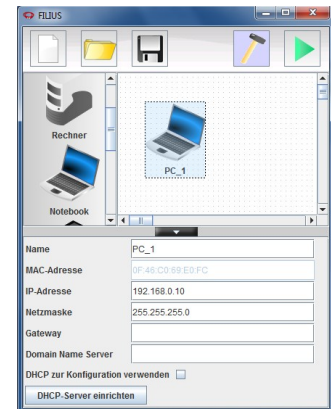 FILIUS
Rechner
Notebook
PC_1
Name PC_1
MAC-Adresse 0F:46:C0:69:E0:FC
IP-Adresse 192.168.0.10
Netzmaske 255.255.255.0
Gateway
Domain Name Server
DHCP zur Konfiguration verwenden
DHCP-Server einrichten